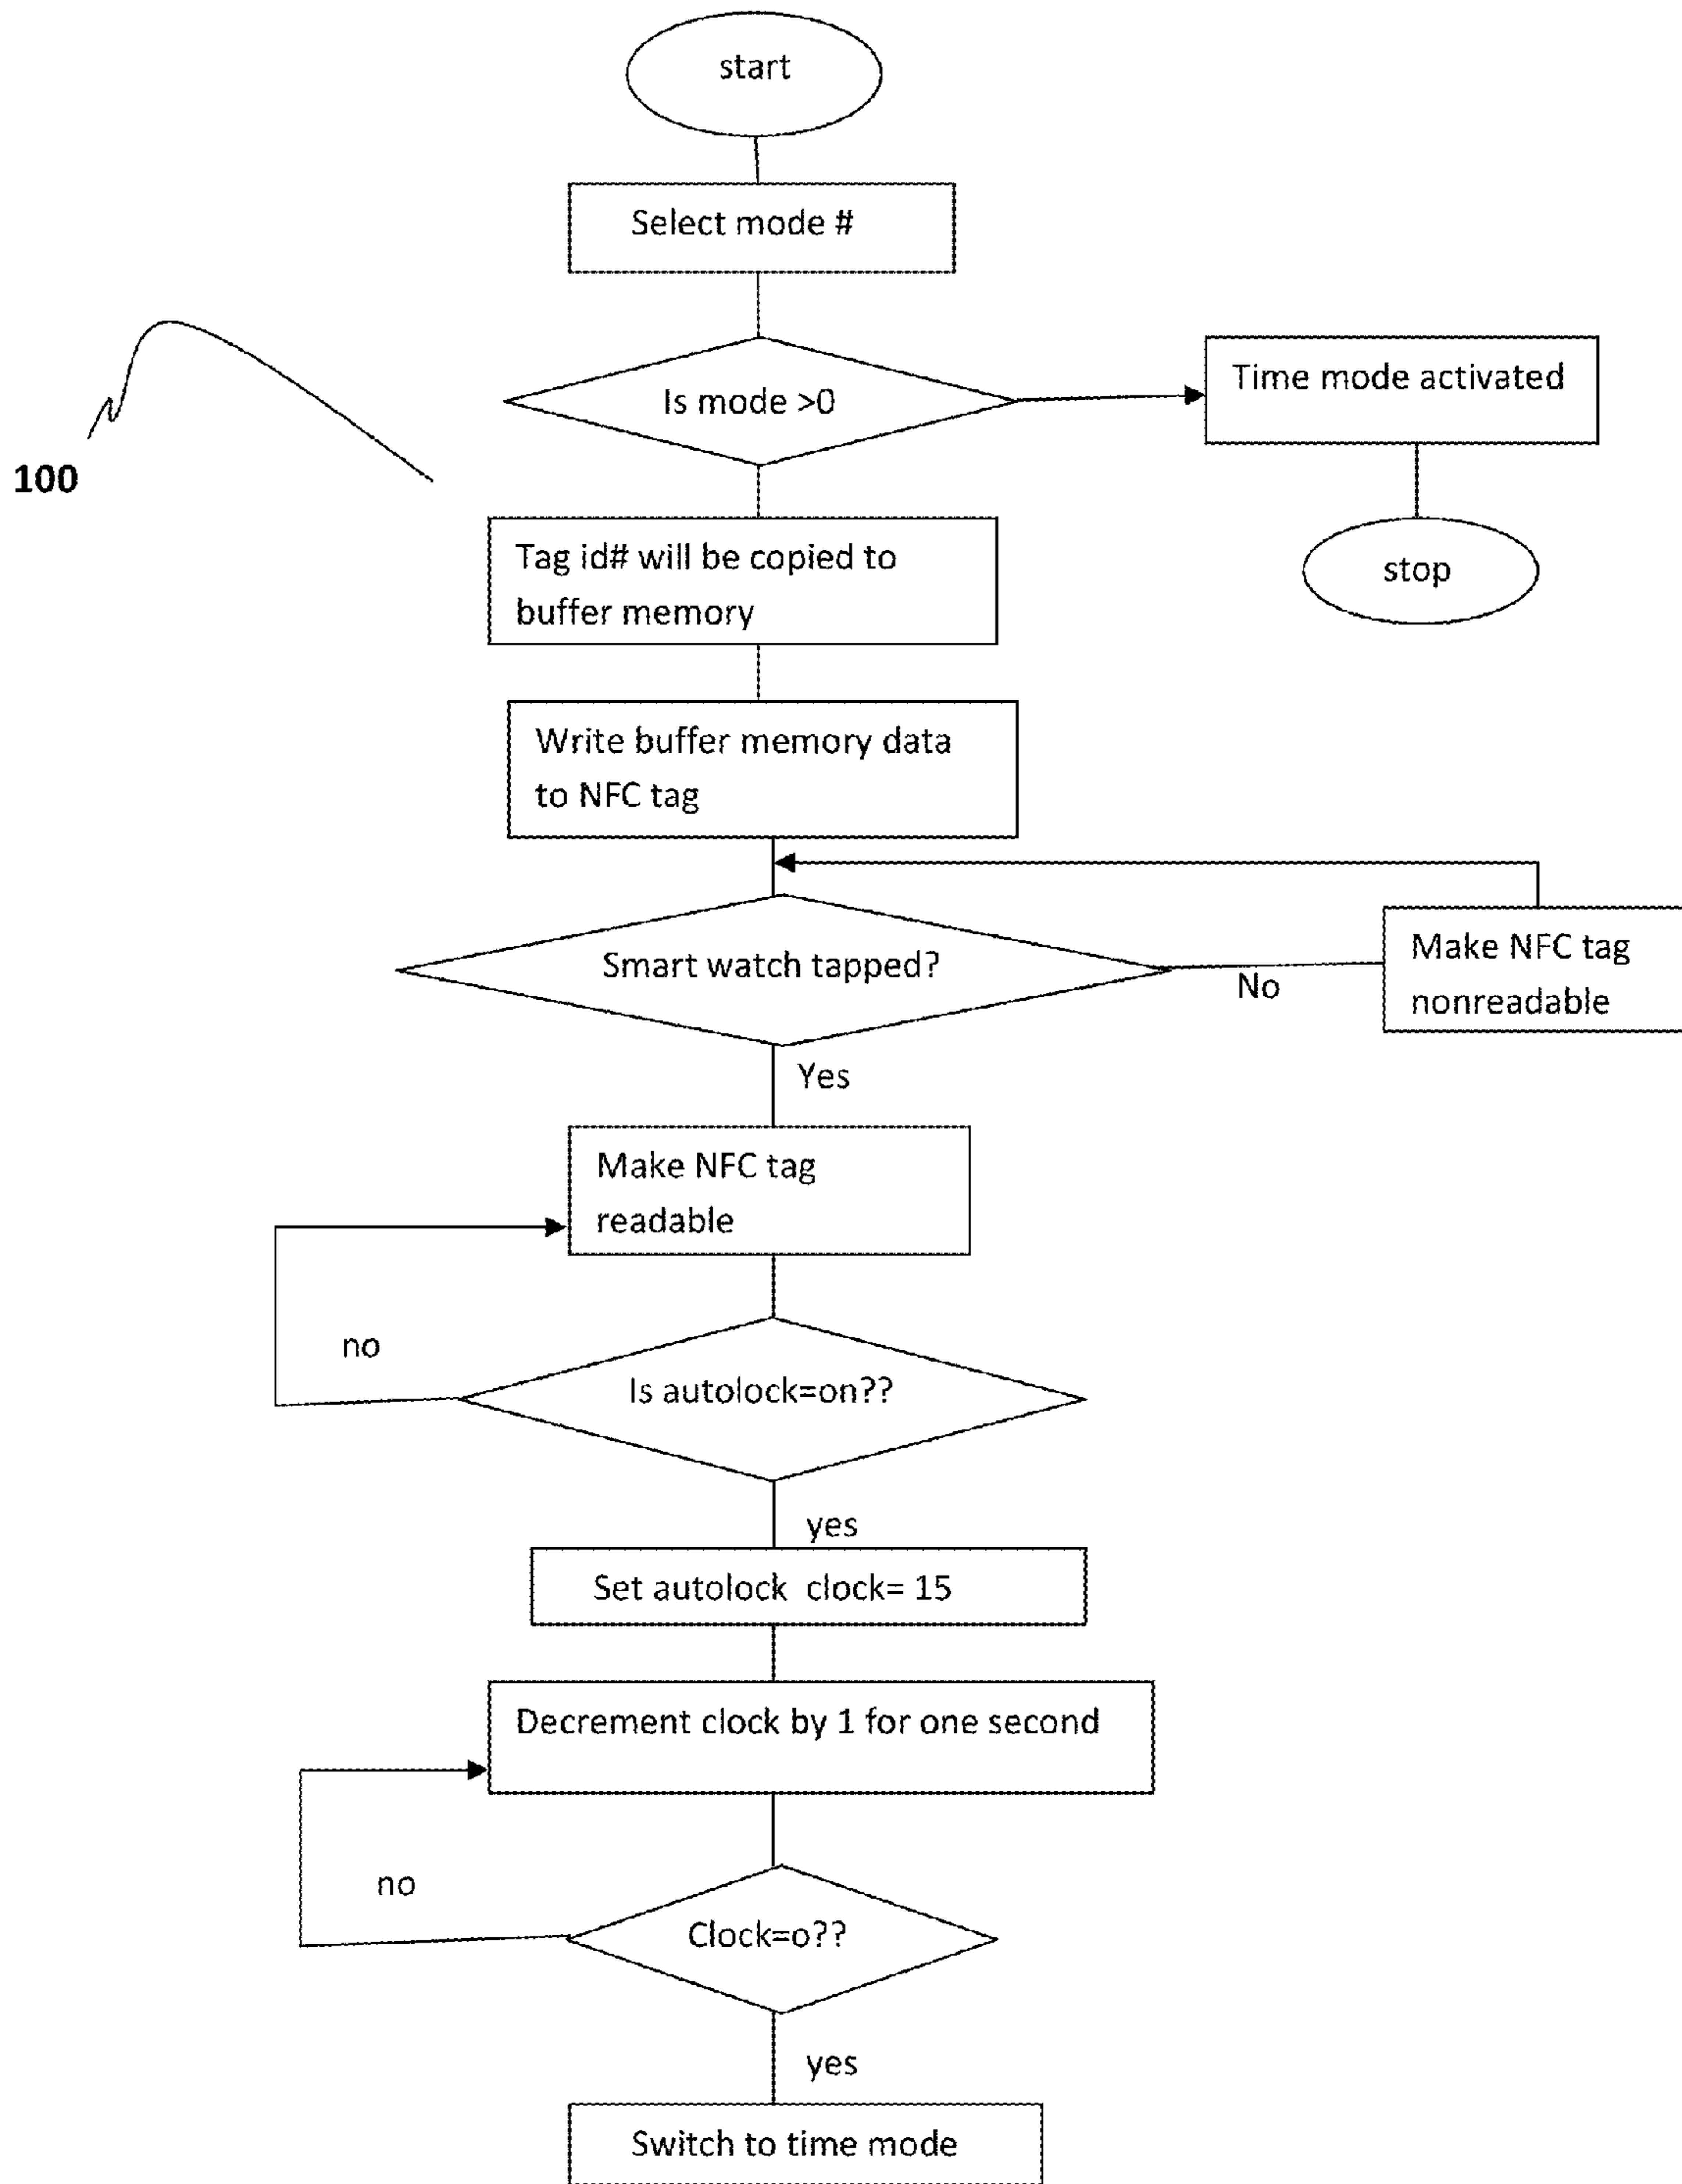 start
Select mode #
Is mode >0
Time mode activated
100
stop
Tag id# will be copied to
buffer memory
Write buffer memory data
to NFC tag
Smart watch tapped?
No
Make NFC tag
nonreadable
Yes
Make NFC tag
readable
no
Is autolock=on??
yes
Set autolock clock= 15
Decrement clock by 1 for one second
no
Clock=o??
yes
Switch to time mode